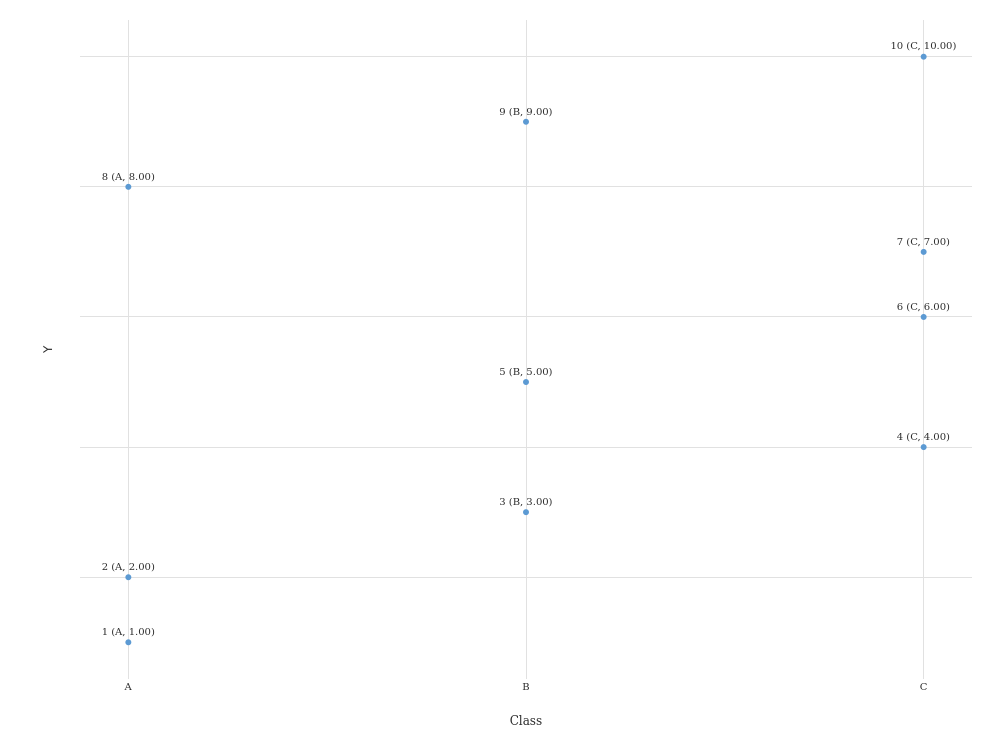 10 (C, 10.00)
9 (B, 9.00)
8 (A, 8.00)
7 (C, 7.00)
6 (C, 6.00)
Y
5 (B, 5.00)
4 (C, 4.00)
3 (B, 3.00)
2 (A, 2.00)
1 (A, 1.00)
A B C
Class